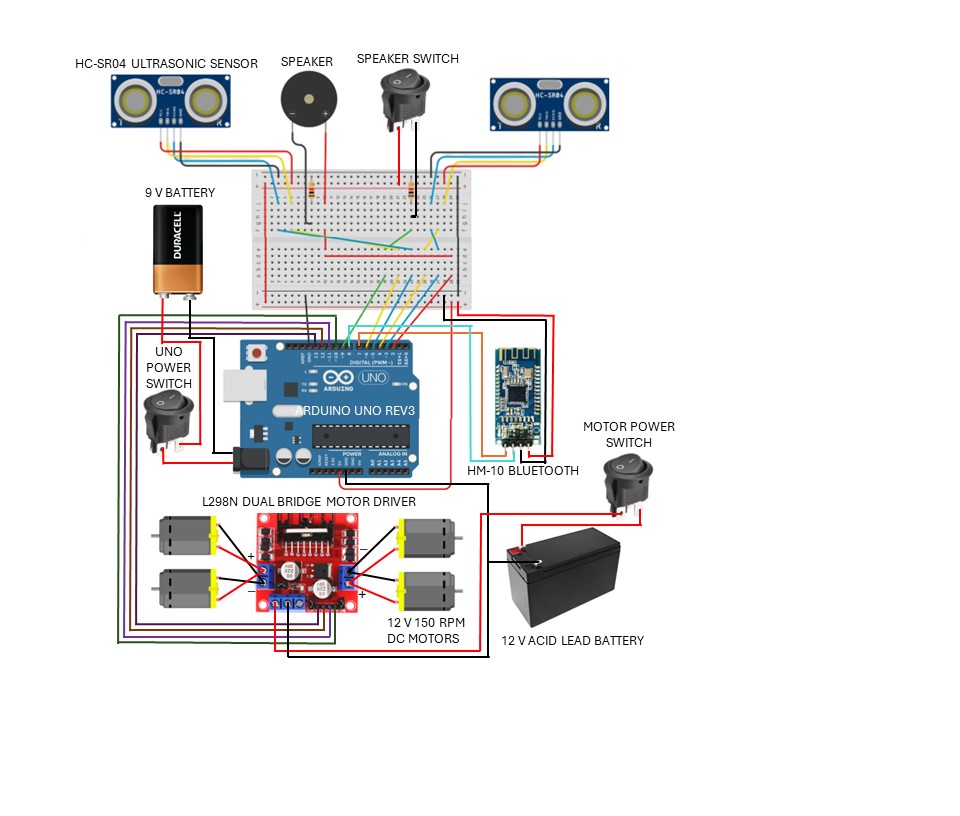 HC-SR04 ULTRASONIC SENSOR
SPEAKER
SPEAKER SWITCH
HC-SR04
HC-SR04
9 V BATTERY
DURACELL
UNO
POWER
SWITCH
DIGITAL (PWM~)
UNO
ARDUINO
ARDUINO UNO REV3
POWER
ANALOG IN
HM-10 BLUETOOTH
MOTOR POWER
SWITCH
L298N DUAL BRIDGE MOTOR DRIVER
+
−
−
+
12 V 150 RPM
DC MOTORS
12 V ACID LEAD BATTERY